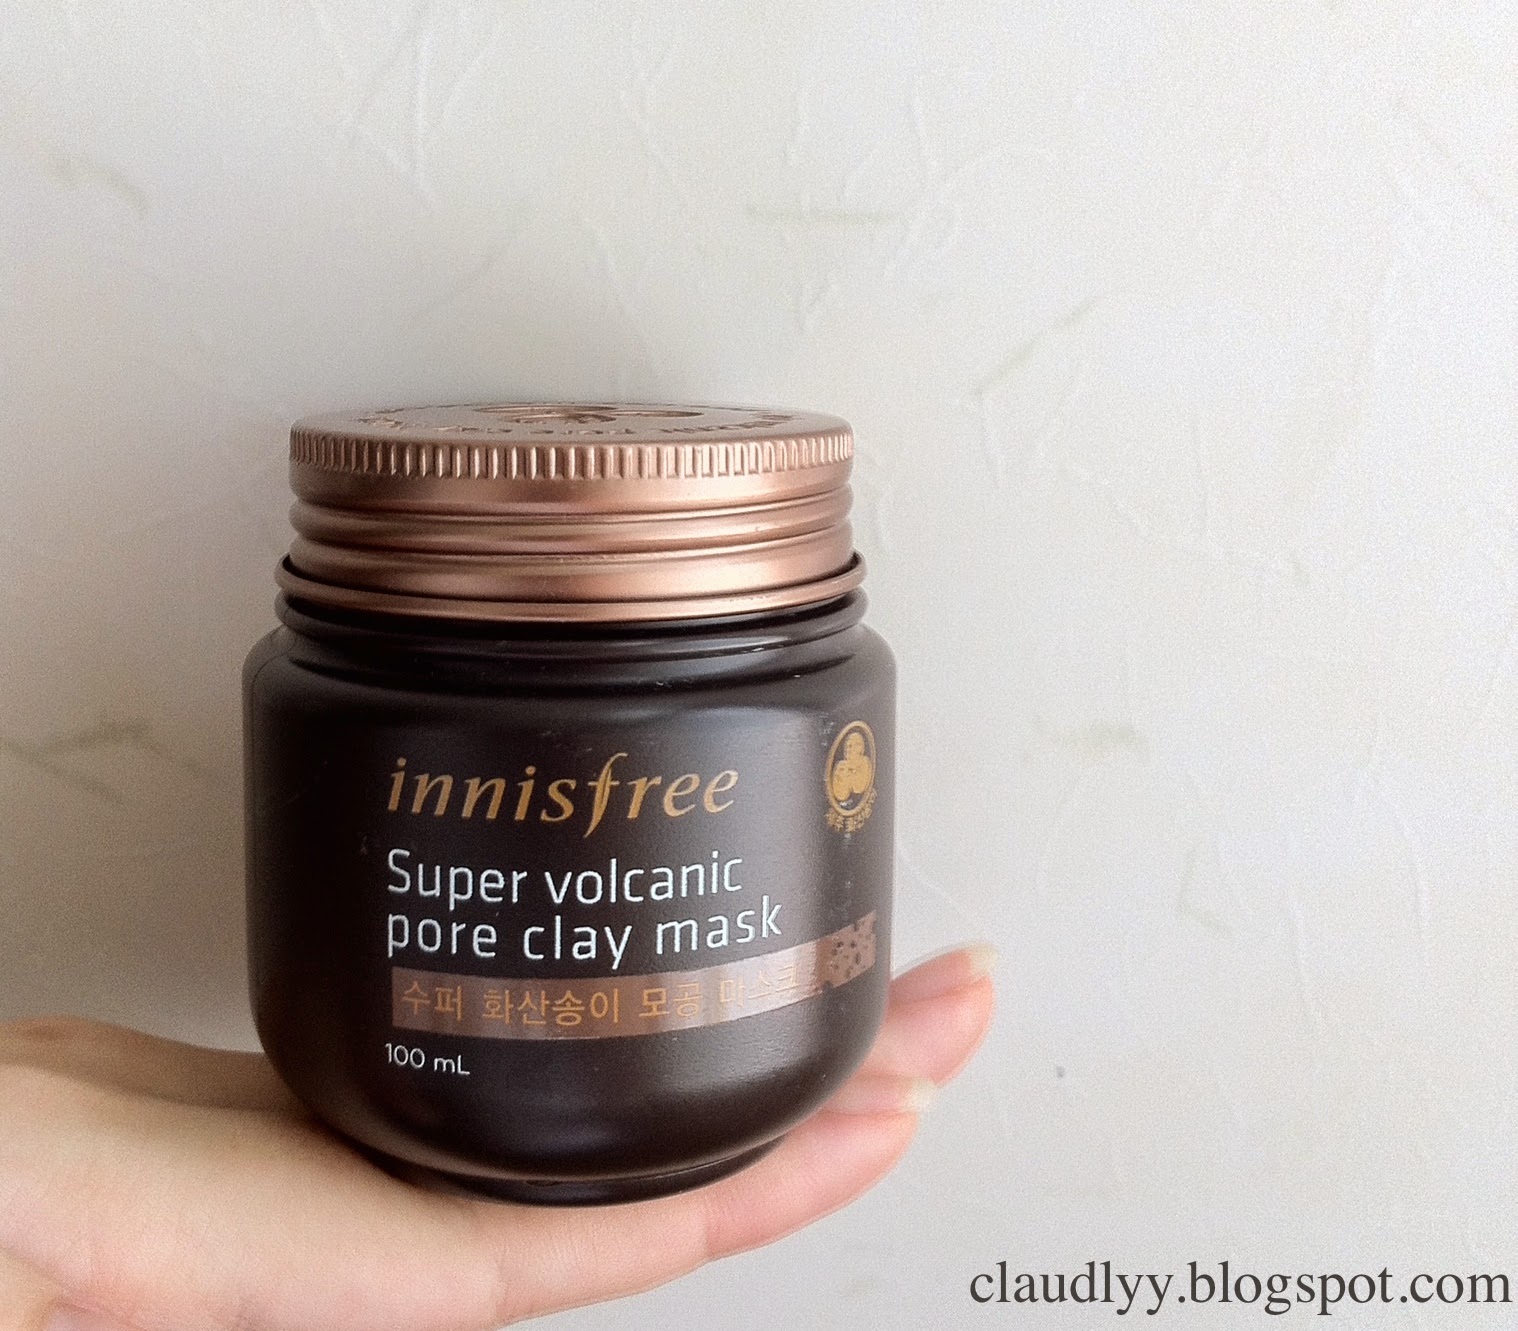 innisfree
Super volcanic
pore clay mask
수퍼 화산송이 모공 마스크
100 mL
claudlyy.blogspot.com